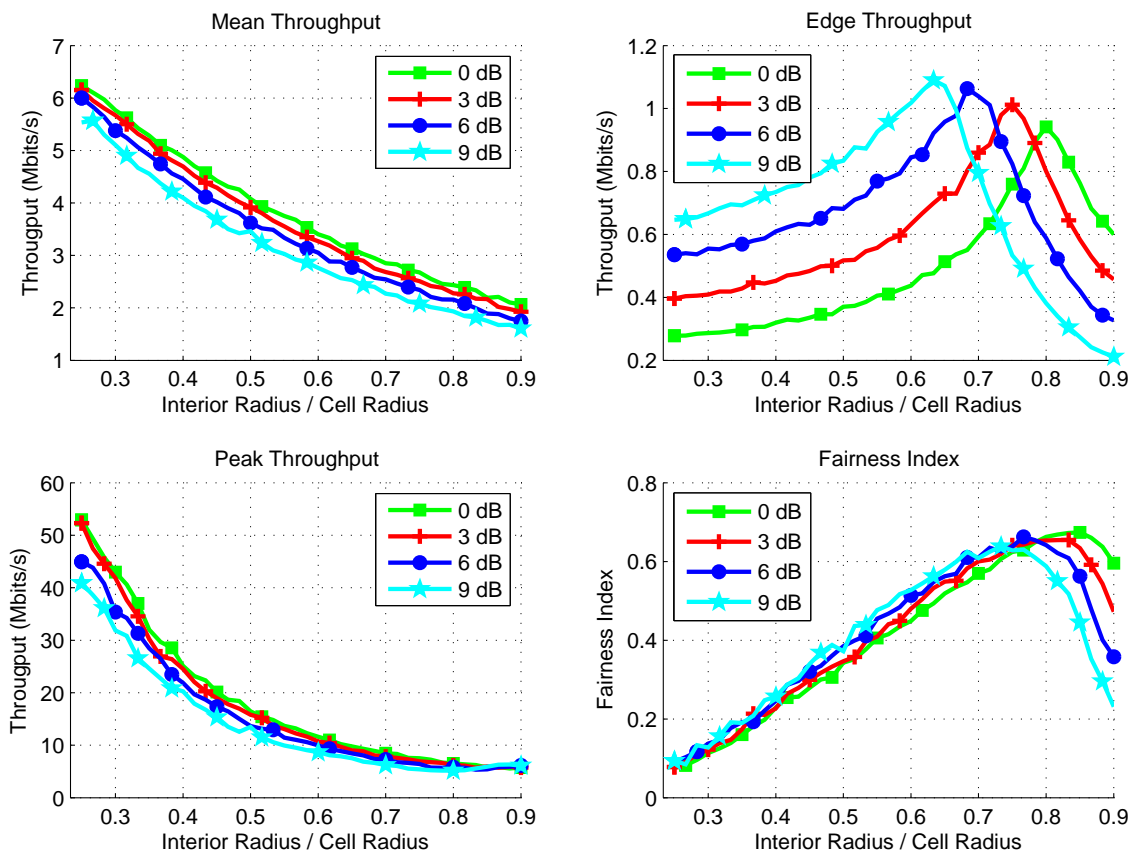 Mean Throughput
7
6
5
4
3
2
1
Througput (Mbits/s)
0 dB
3 dB
6 dB
9 dB
0.3 0.4 0.5 0.6 0.7 0.8 0.9
Interior Radius / Cell Radius
Edge Throughput
1.2
1
0.8
0.6
0.4
0.2
Througput (Mbits/s)
0 dB
3 dB
6 dB
9 dB
0.3 0.4 0.5 0.6 0.7 0.8 0.9
Interior Radius / Cell Radius
Peak Throughput
60
50
40
30
20
10
0
Througput (Mbits/s)
0 dB
3 dB
6 dB
9 dB
0.3 0.4 0.5 0.6 0.7 0.8 0.9
Interior Radius / Cell Radius
Fairness Index
0.8
0.6
0.4
0.2
0
Fairness Index
0 dB
3 dB
6 dB
9 dB
0.3 0.4 0.5 0.6 0.7 0.8 0.9
Interior Radius / Cell Radius